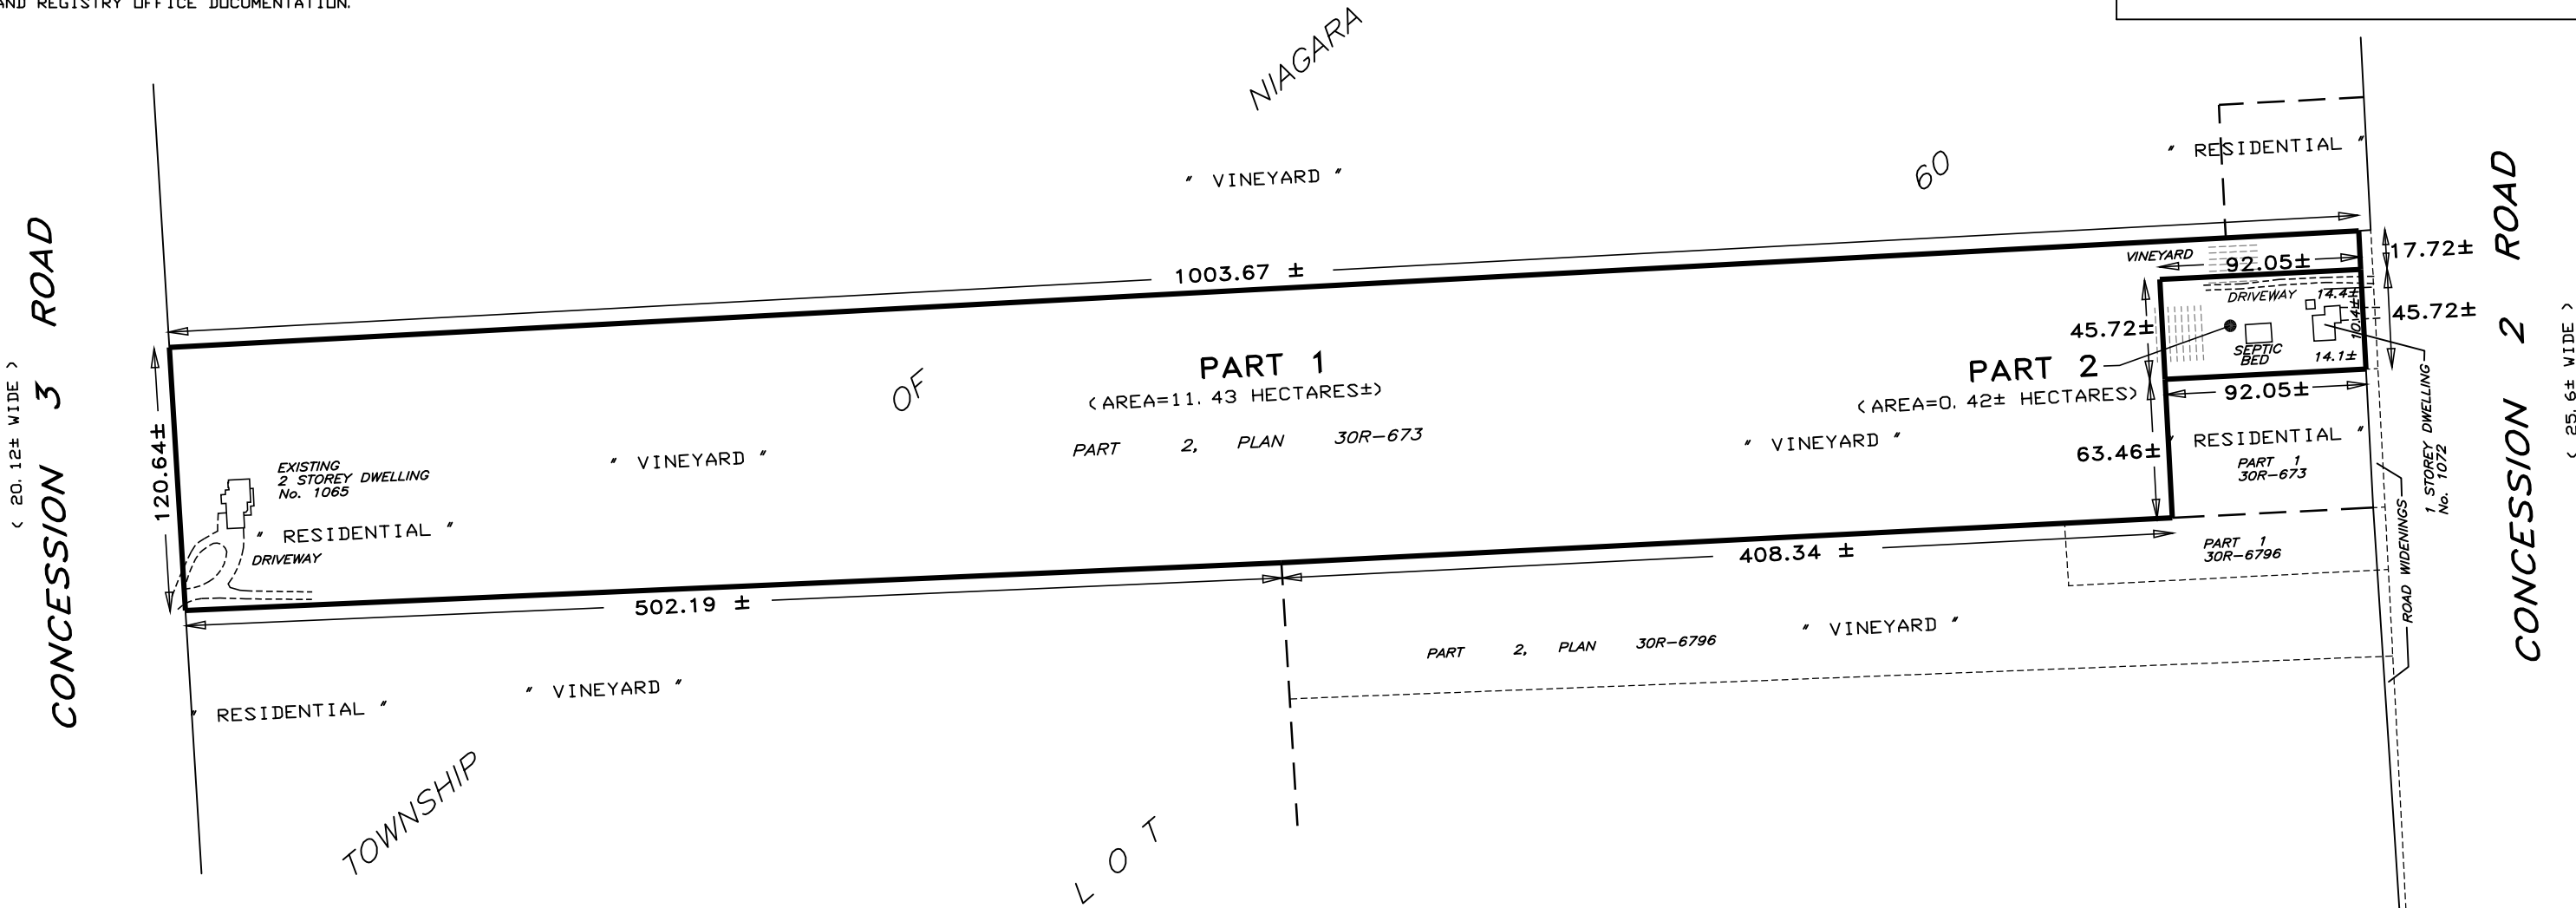 AND REGISTRY OFFICE DOCUMENTATION.
NIAGARA
" VINEYARD "
60
" RESIDENTIAL "
CONCESSION 3 ROAD
( 20.12± WIDE )
CONCESSION 2 ROAD
( 25.6± WIDE )
1003.67 ±
VINEYARD
92.05±
17.72±
DRIVEWAY
14.4±
10.4±
45.72±
45.72±
SEPTIC
BED
14.1±
PART 1
(AREA=11.43 HECTARES±)
PART 2, PLAN 30R-673
OF
PART 2
(AREA=0.42± HECTARES)
92.05±
" VINEYARD "
" VINEYARD "
63.46±
" RESIDENTIAL "
PART 1
30R-673
1 STOREY DWELLING
No. 1072
ROAD WIDENINGS
120.64±
EXISTING
2 STOREY DWELLING
No. 1065
" RESIDENTIAL "
DRIVEWAY
408.34 ±
PART 1
30R-6796
502.19 ±
PART 2, PLAN 30R-6796
" VINEYARD "
" VINEYARD "
" RESIDENTIAL "
TOWNSHIP
LOT